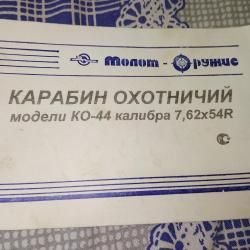 Молот - Оружие
КАРАБИН ОХОТНИЧИЙ
модели КО-44 калибра 7,62х54R